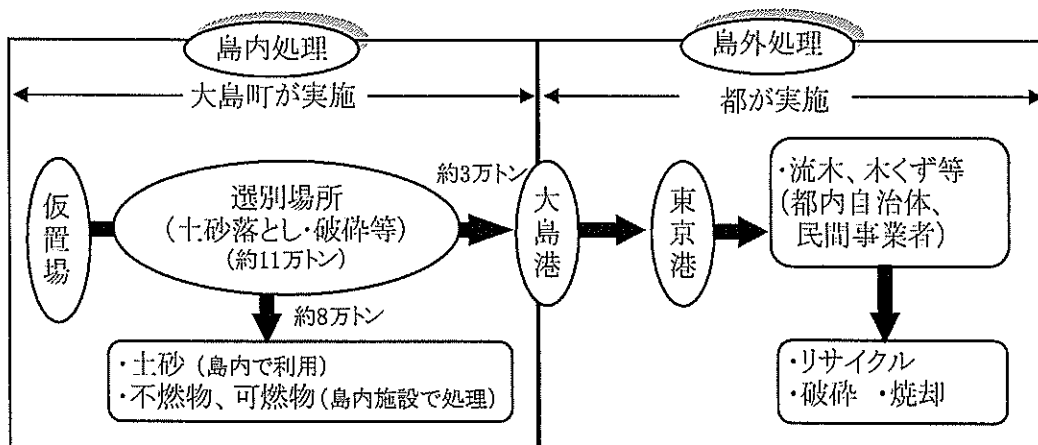 島内処理
島外処理
大島町が実施
都が実施
仮置場
選別場所
(土砂落とし・破砕等)
(約11万トン)
約3万トン
大島港
東京港
・流木、木くず等
(都内自治体、
民間事業者)
約8万トン
・土砂(島内で利用)
・不燃物、可燃物(島内施設で処理)
・リサイクル
・破砕 ・焼却